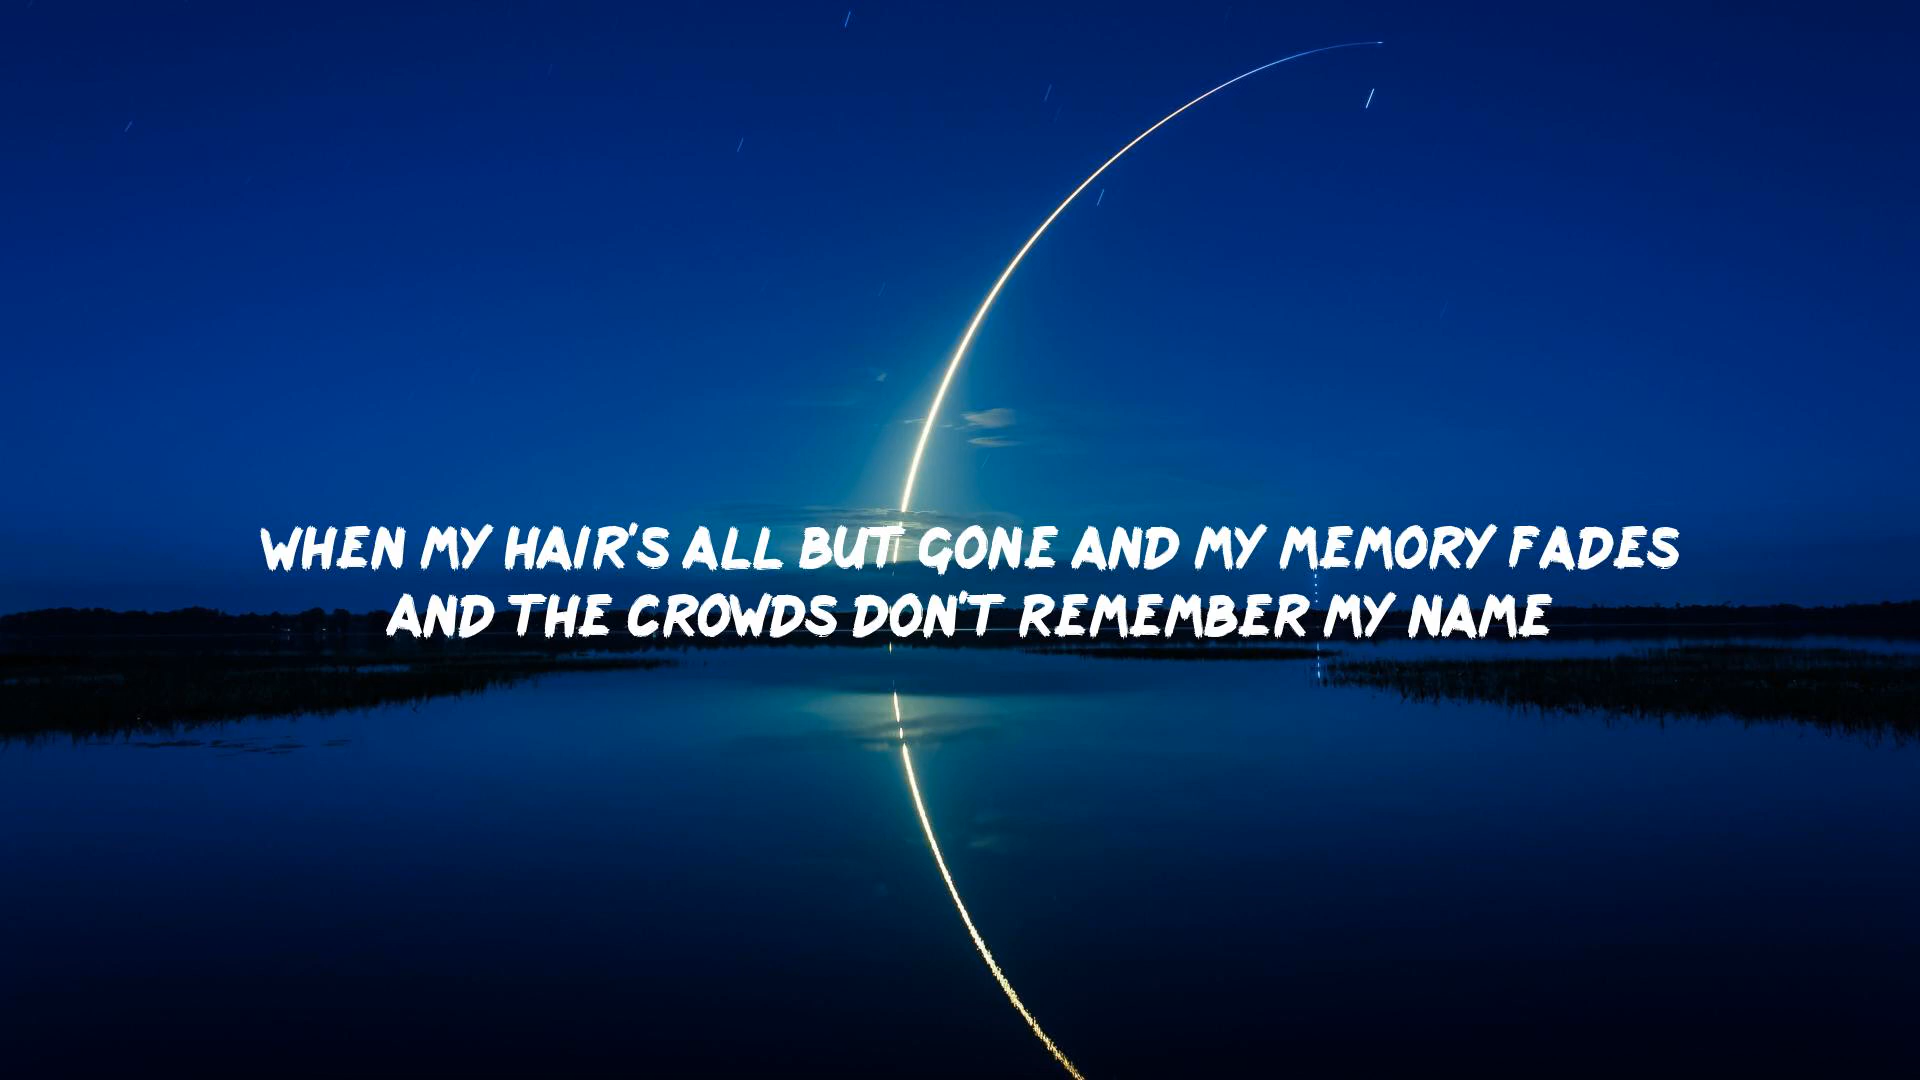 WHEN MY HAIR'S ALL BUT GONE AND MY MEMORY FADES
AND THE CROWDS DON'T REMEMBER MY NAME